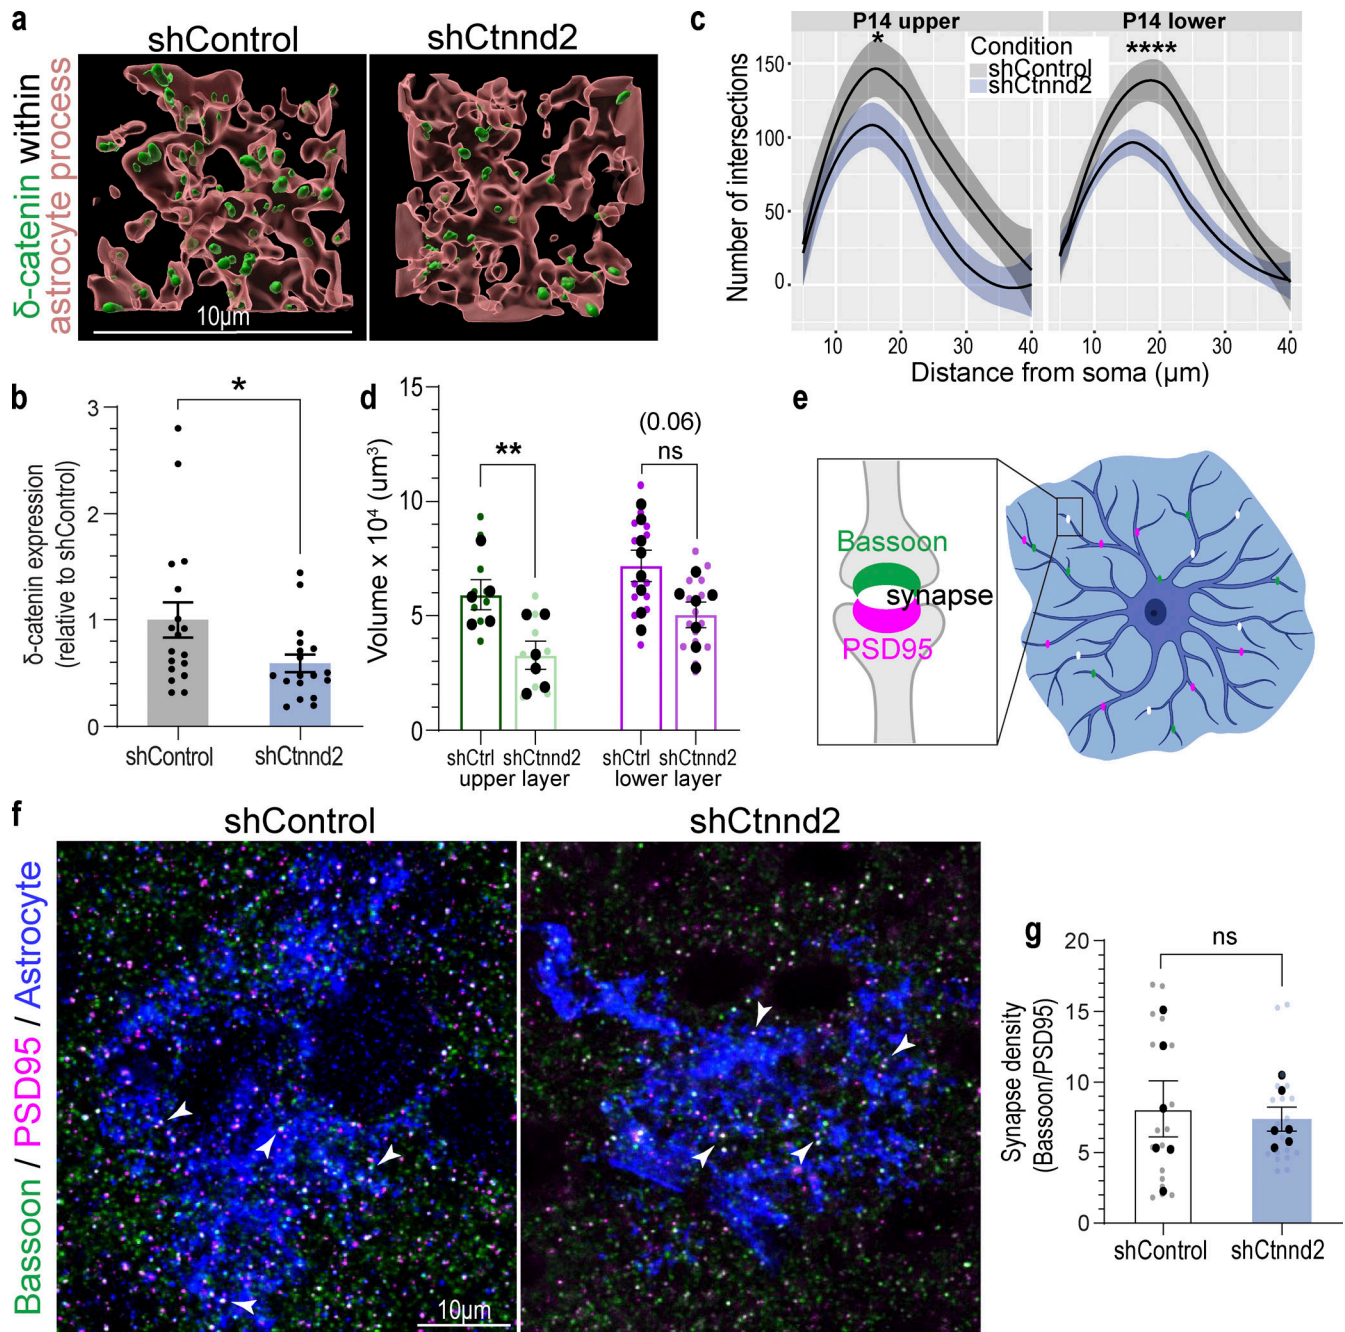 a
shControl
shCtnnd2
δ-catenin within
astrocyte process
10µm
b
*
3
2
1
0
δ-catenin expression
(relative to shControl)
shControl
shCtnnd2
c
P14 upper
P14 lower
*
****
Condition
shControl
shCtnnd2
150
100
50
0
Number of intersections
10
20
30
40
10
20
30
40
Distance from soma (µm)
d
15
10
5
0
Volume x 10⁴ (um³)
**
(0.06)
ns
shCtrl shCtnnd2
upper layer
shCtrl shCtnnd2
lower layer
e
Bassoon
synapse
PSD95
f
shControl
shCtnnd2
Bassoon / PSD95 / Astrocyte
10µm
g
ns
20
15
10
5
0
Synapse density
(Bassoon/PSD95)
shControl
shCtnnd2